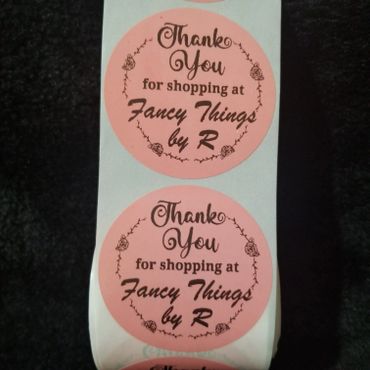 Thank
You
for shopping at
Fancy Things
by R
Thank
You
for shopping at
Fancy Things
by R